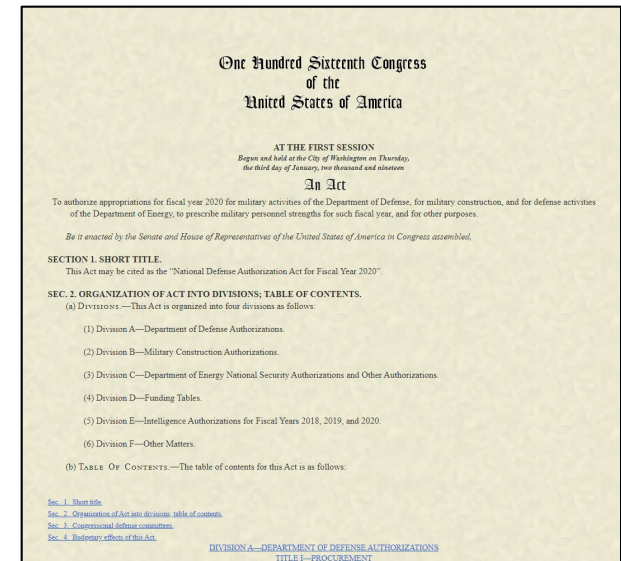 One Hundred Sixteenth Congress
of the
United States of America
AT THE FIRST SESSION
Begun and held at the City of Washington on Thursday,
the third day of January, two thousand and nineteen
An Act
To authorize appropriations for fiscal year 2020 for military activities of the Department of Defense, for military construction, and for defense activities
of the Department of Energy, to prescribe military personnel strengths for such fiscal year, and for other purposes.
Be it enacted by the Senate and House of Representatives of the United States of America in Congress assembled,
SECTION 1. SHORT TITLE.
This Act may be cited as the “National Defense Authorization Act for Fiscal Year 2020”.
SEC. 2. ORGANIZATION OF ACT INTO DIVISIONS; TABLE OF CONTENTS.
(a) Divisions.—This Act is organized into four divisions as follows:
(1) Division A—Department of Defense Authorizations.
(2) Division B—Military Construction Authorizations.
(3) Division C—Department of Energy National Security Authorizations and Other Authorizations.
(4) Division D—Funding Tables.
(5) Division E—Intelligence Authorizations for Fiscal Years 2018, 2019, and 2020.
(6) Division F—Other Matters.
(b) Table Of Contents.—The table of contents for this Act is as follows:
Sec. 1. Short title.
Sec. 2. Organization of Act into divisions; table of contents.
Sec. 3. Congressional defense committees.
Sec. 4. Budgetary effects of this Act.
DIVISION A—DEPARTMENT OF DEFENSE AUTHORIZATIONS
TITLE I—PROCUREMENT